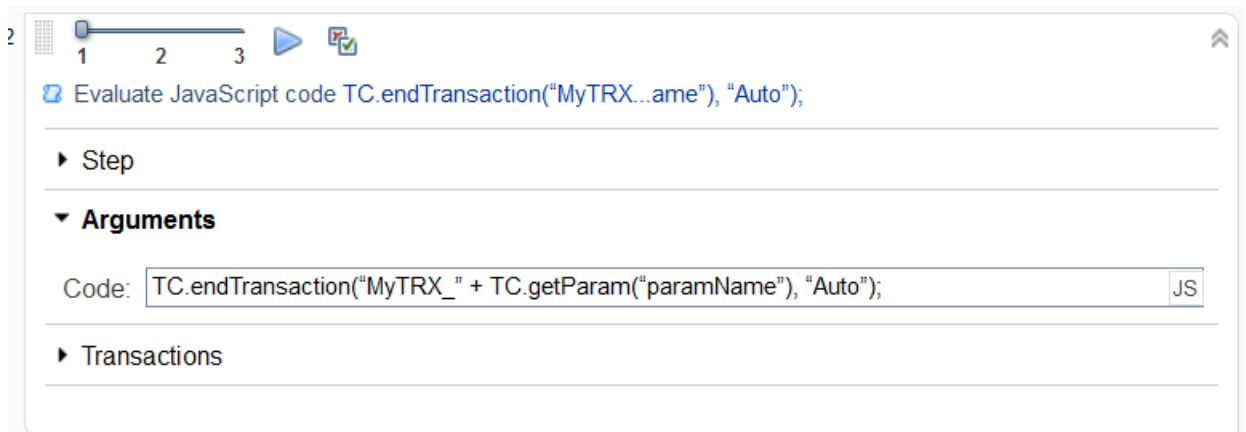 2
1 2 3
Evaluate JavaScript code TC.endTransaction(“MyTRX...ame”), “Auto”);
Step
Arguments
Code: TC.endTransaction(“MyTRX_” + TC.getParam(“paramName”), “Auto”); JS
Transactions